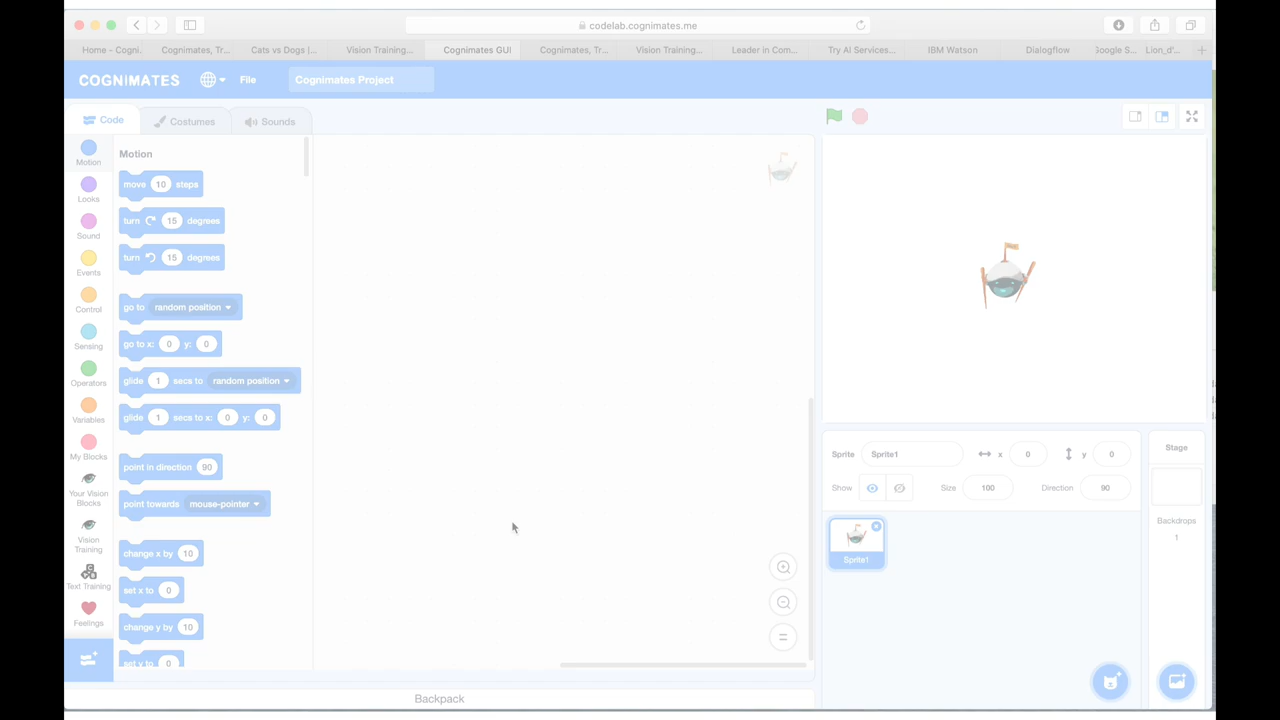 codelab.cognimates.me
Home - Cogni...
Cognimates, Tr...
Cats vs Dogs |...
Vision Training...
Cognimates GUI
Cognimates, Tr...
Vision Training...
Leader in Com...
Try AI Services...
IBM Watson
Dialogflow
Google S...
Lion_d'...
COGNIMATES
File
Cognimates Project
Code
Costumes
Sounds
Motion
Looks
Sound
Events
Control
Sensing
Operators
Variables
My Blocks
Your Vision
Blocks
Vision
Training
Text Training
Feelings
Motion
move 10 steps
turn 15 degrees
turn 15 degrees
go to random position
go to x: 0 y: 0
glide 1 secs to random position
glide 1 secs to x: 0 y: 0
point in direction 90
point towards mouse-pointer
change x by 10
set x to 0
change y by 10
set y to 0
Backpack
Sprite Sprite1 x 0 y 0
Show Size 100 Direction 90
Sprite1
Stage
Backdrops
1